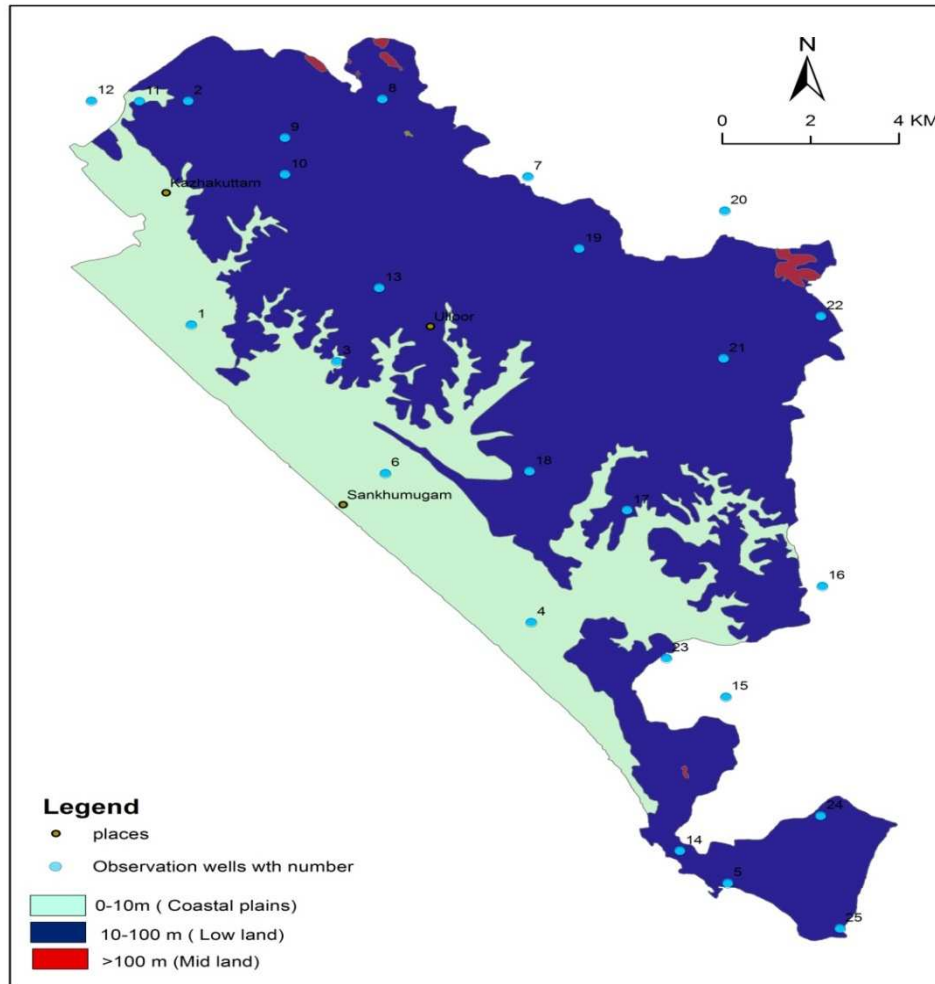 N
12
11
2
8
0 2 4 KM
9
10
7
Kazhakuttam
20
19
13
22
1
Ulloor
3
21
6
18
Sankhumugam
17
16
4
23
15
24
14
5
25
Legend
places
Observation wells wth number
0-10m ( Coastal plains)
10-100 m ( Low land)
>100 m (Mid land)